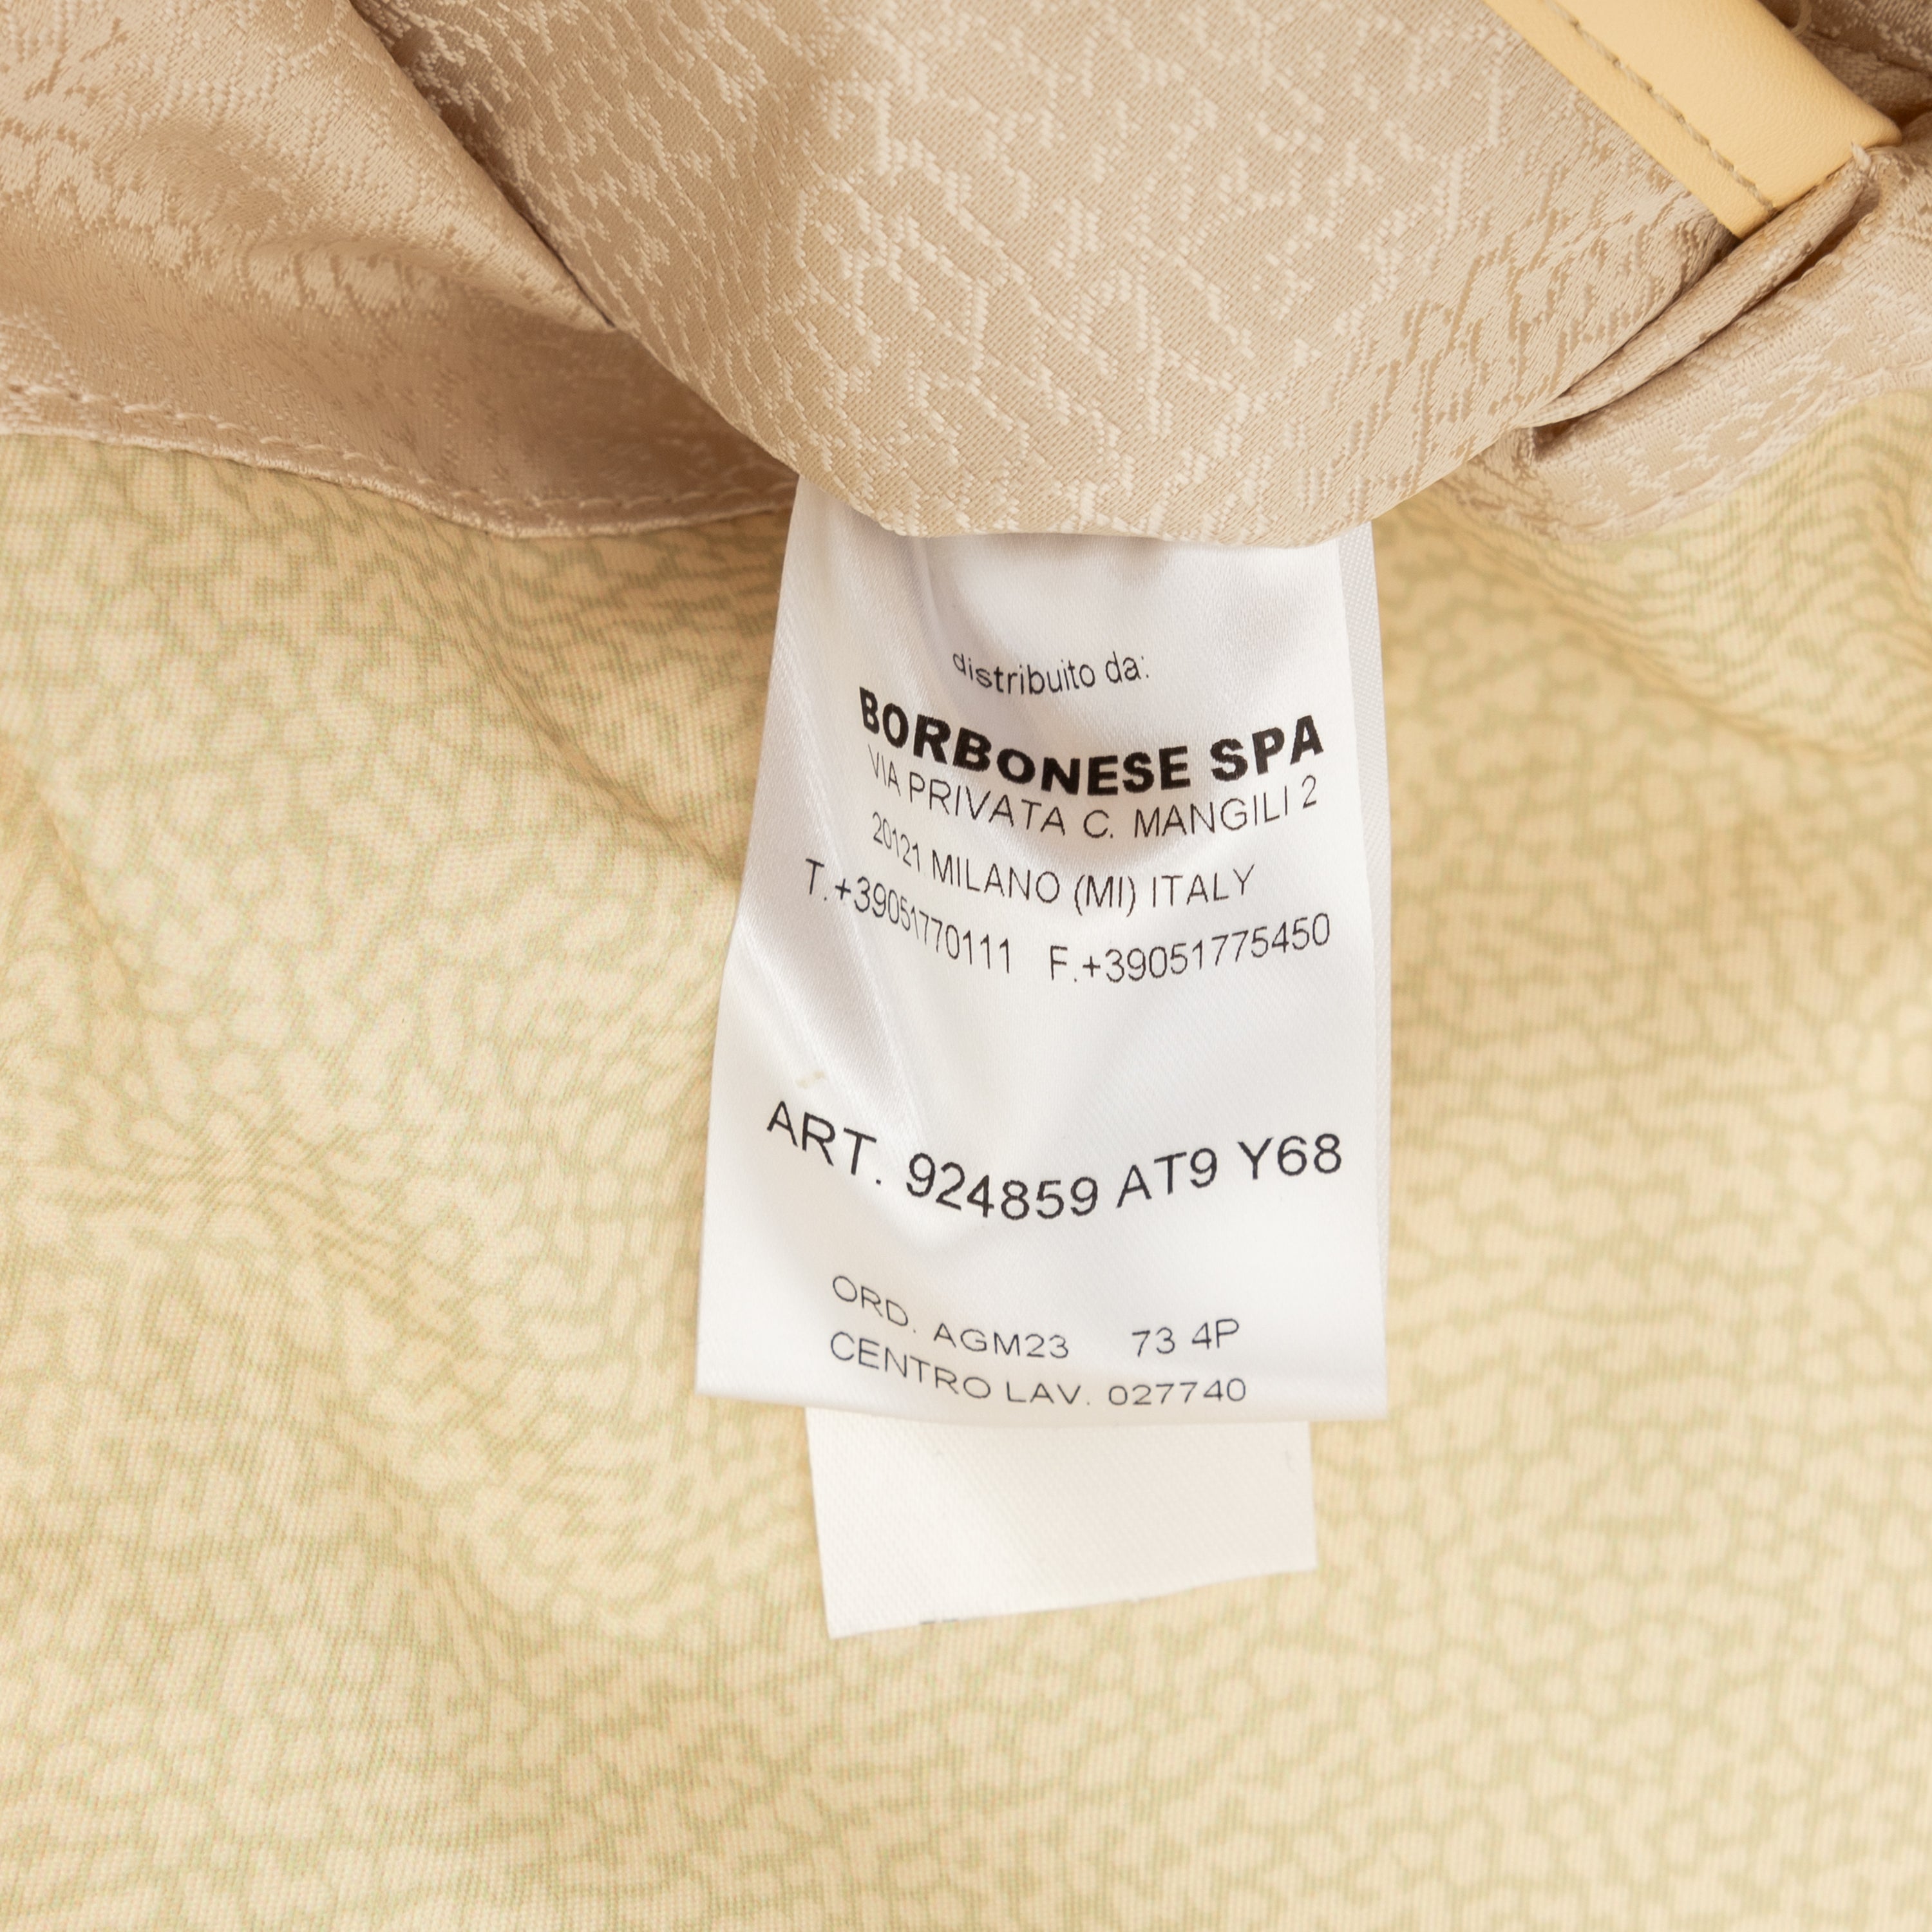 distribuito da:
BORBONESE SPA
VIA PRIVATA C. MANGILI 2
20121 MILANO (MI) ITALY
T.+39051770111 F.+39051775450
ART. 924859 AT9 Y68
ORD. AGM23 73 4P
CENTRO LAV. 027740